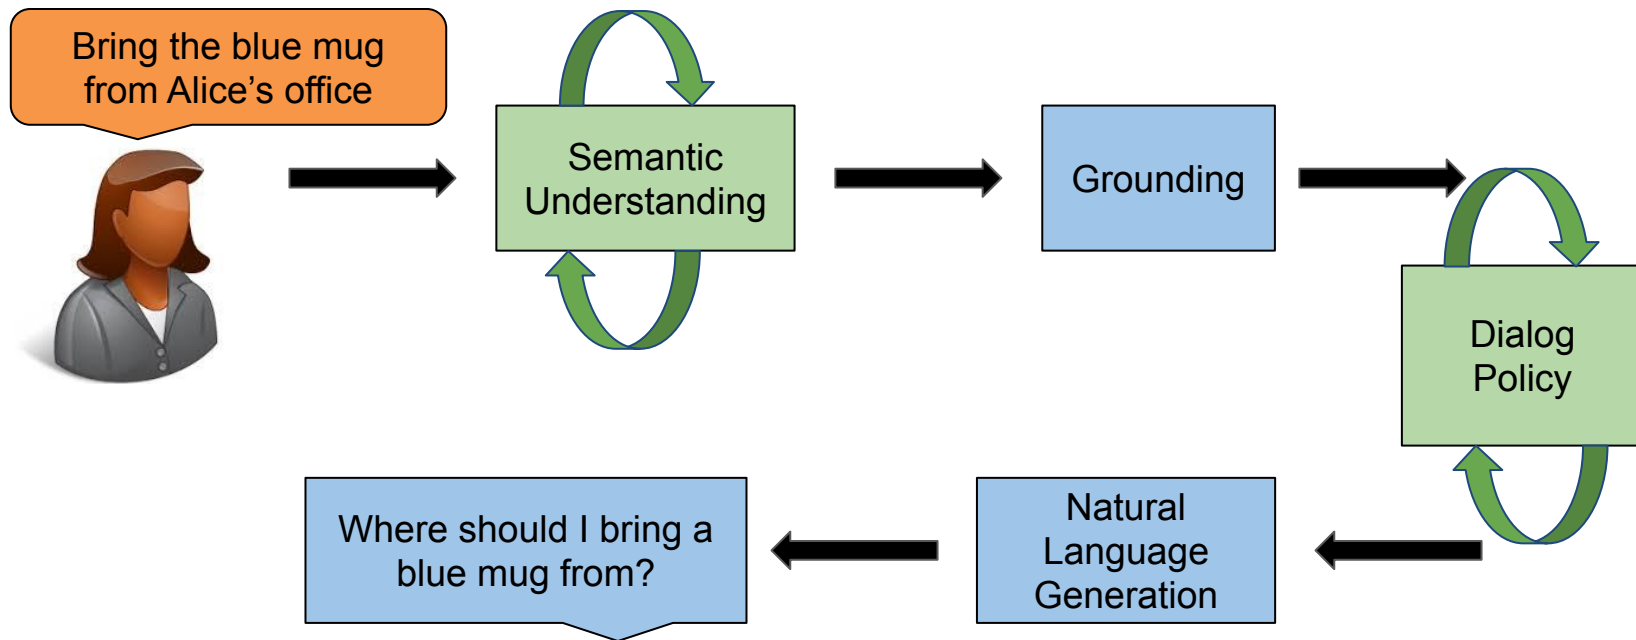 Bring the blue mug
from Alice’s office
Semantic
Understanding
Grounding
Dialog
Policy
Natural
Language
Generation
Where should I bring a
blue mug from?